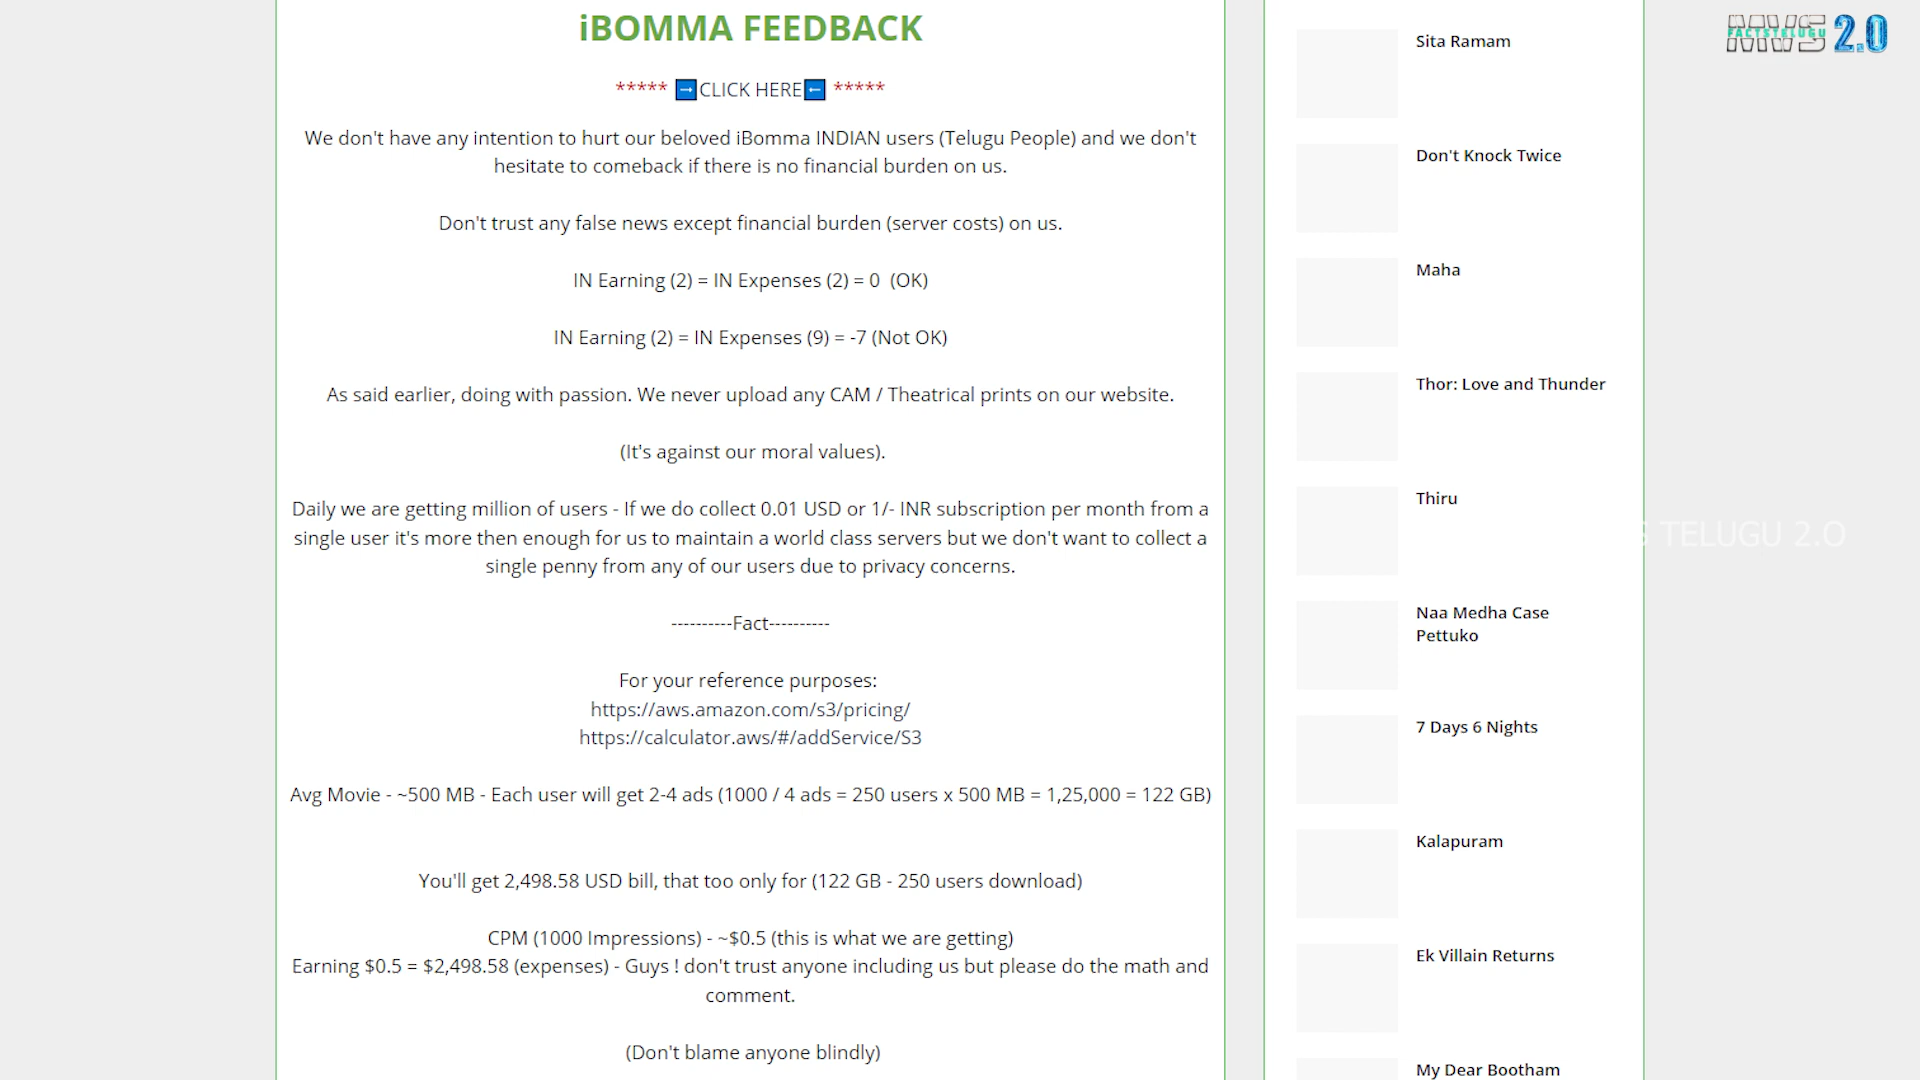 iBOMMA FEEDBACK
***** ➡CLICK HERE⬅ *****
We don't have any intention to hurt our beloved iBomma INDIAN users (Telugu People) and we don't
hesitate to comeback if there is no financial burden on us.
Don't trust any false news except financial burden (server costs) on us.
IN Earning (2) = IN Expenses (2) = 0  (OK)
IN Earning (2) = IN Expenses (9) = -7 (Not OK)
As said earlier, doing with passion. We never upload any CAM / Theatrical prints on our website.
(It's against our moral values).
Daily we are getting million of users - If we do collect 0.01 USD or 1/- INR subscription per month from a
single user it's more then enough for us to maintain a world class servers but we don't want to collect a
single penny from any of our users due to privacy concerns.
----------Fact----------
For your reference purposes:
https://aws.amazon.com/s3/pricing/
https://calculator.aws/#/addService/S3
Avg Movie - ~500 MB - Each user will get 2-4 ads (1000 / 4 ads = 250 users x 500 MB = 1,25,000 = 122 GB)
You'll get 2,498.58 USD bill, that too only for (122 GB - 250 users download)
CPM (1000 Impressions) - ~$0.5 (this is what we are getting)
Earning $0.5 = $2,498.58 (expenses) - Guys ! don't trust anyone including us but please do the math and
comment.
(Don't blame anyone blindly)
Sita Ramam
Don't Knock Twice
Maha
Thor: Love and Thunder
Thiru
Naa Medha Case
Pettuko
7 Days 6 Nights
Kalapuram
Ek Villain Returns
My Dear Bootham
MVS 2.0
FACTSTELUGU
TELUGU 2.O